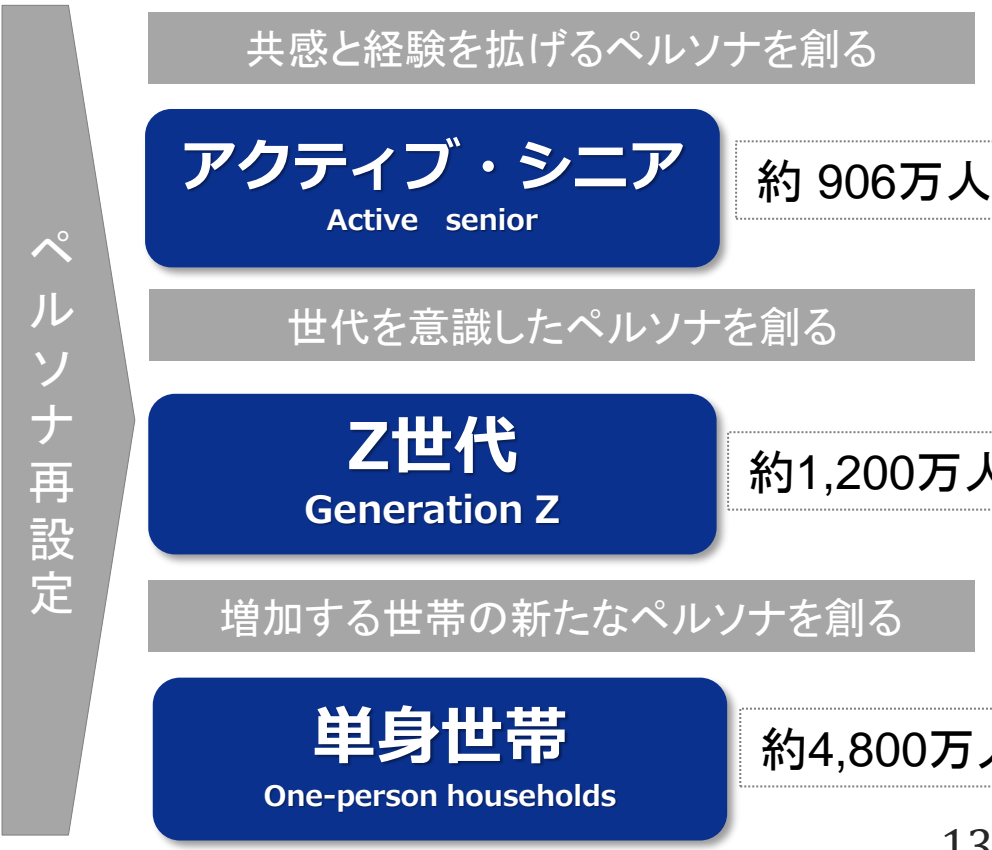 ペルソナ再設定
共感と経験を拡げるペルソナを創る
アクティブ・シニア
Active senior
約 906万人
世代を意識したペルソナを創る
Z世代
Generation Z
約1,200万人
増加する世帯の新たなペルソナを創る
単身世帯
One-person households
約4,800万人
13